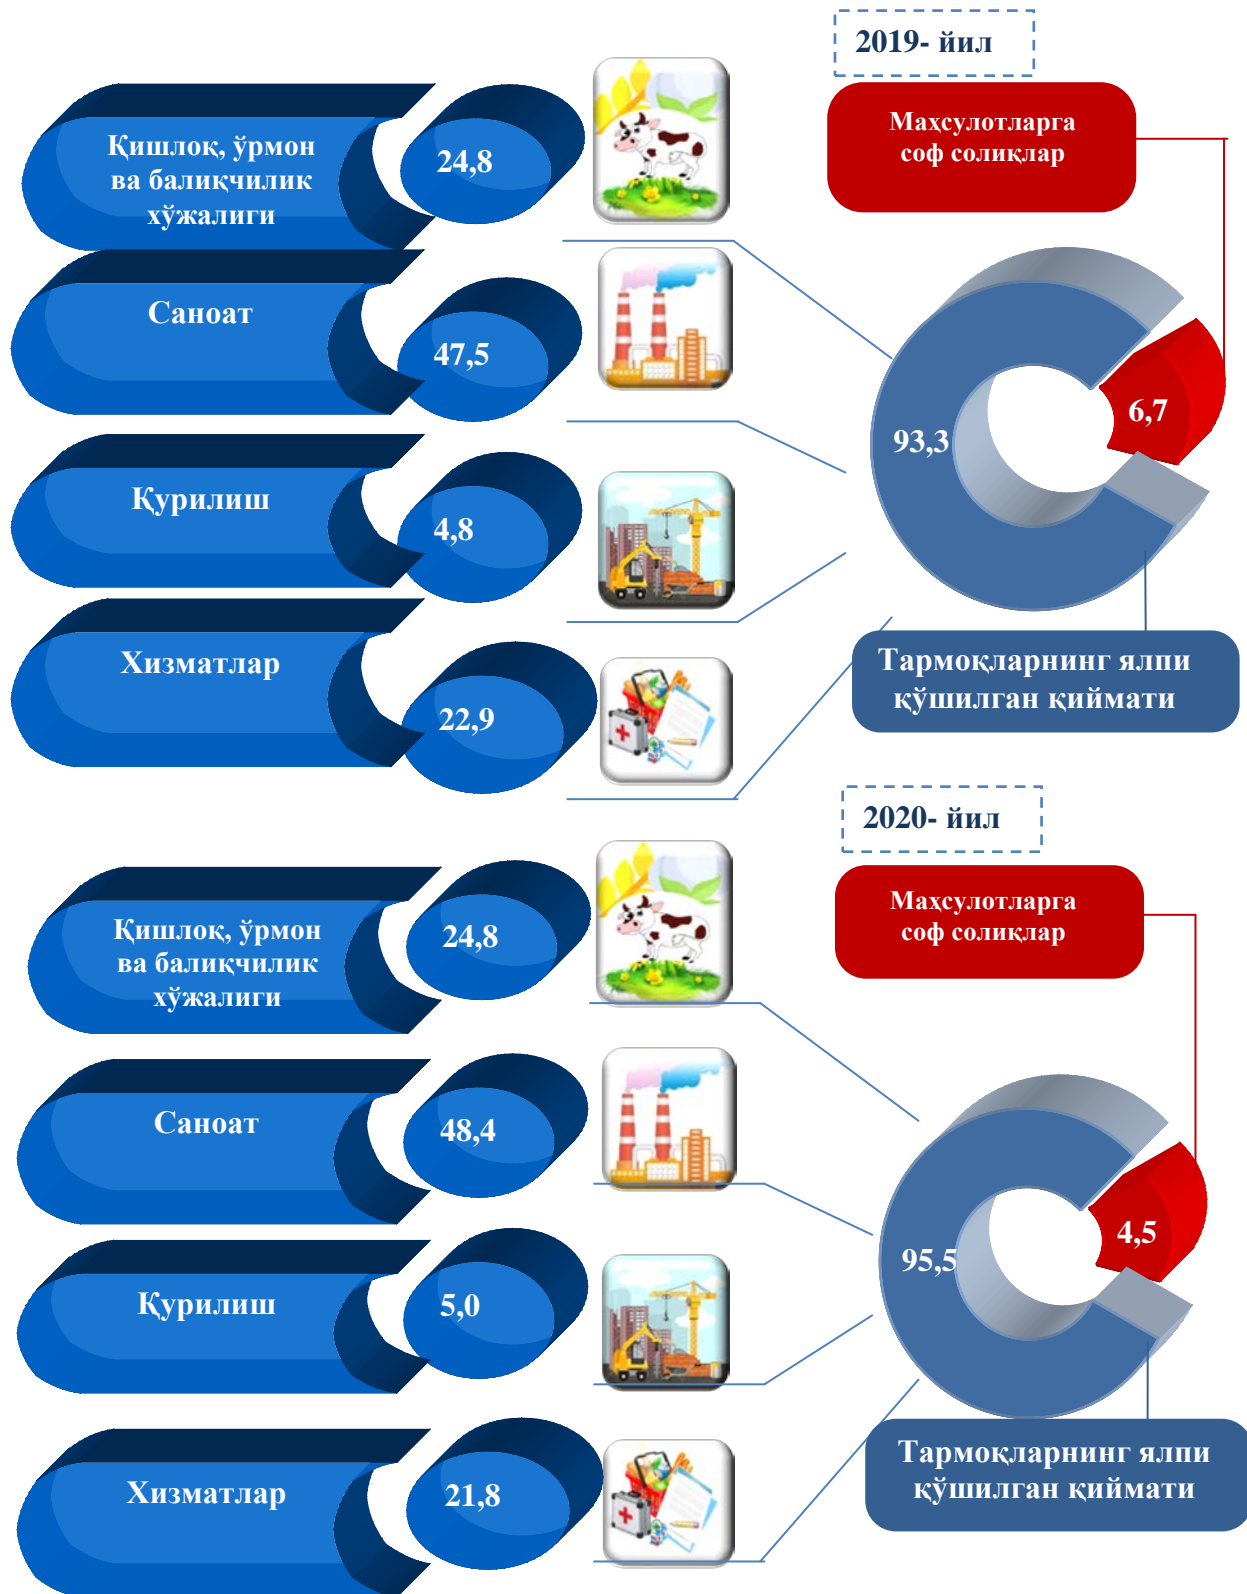 2019- йил
Маҳсулотларга
соф солиқлар
Қишлоқ, ўрмон
ва балиқчилик
хўжалиги
24,8
Саноат
47,5
Қурилиш
4,8
Хизматлар
22,9
93,3
6,7
Тармоқларнинг ялпи
қўшилган қиймати
2020- йил
Маҳсулотларга
соф солиқлар
Қишлоқ, ўрмон
ва балиқчилик
хўжалиги
24,8
Саноат
48,4
Қурилиш
5,0
Хизматлар
21,8
95,5
4,5
Тармоқларнинг ялпи
қўшилган қиймати